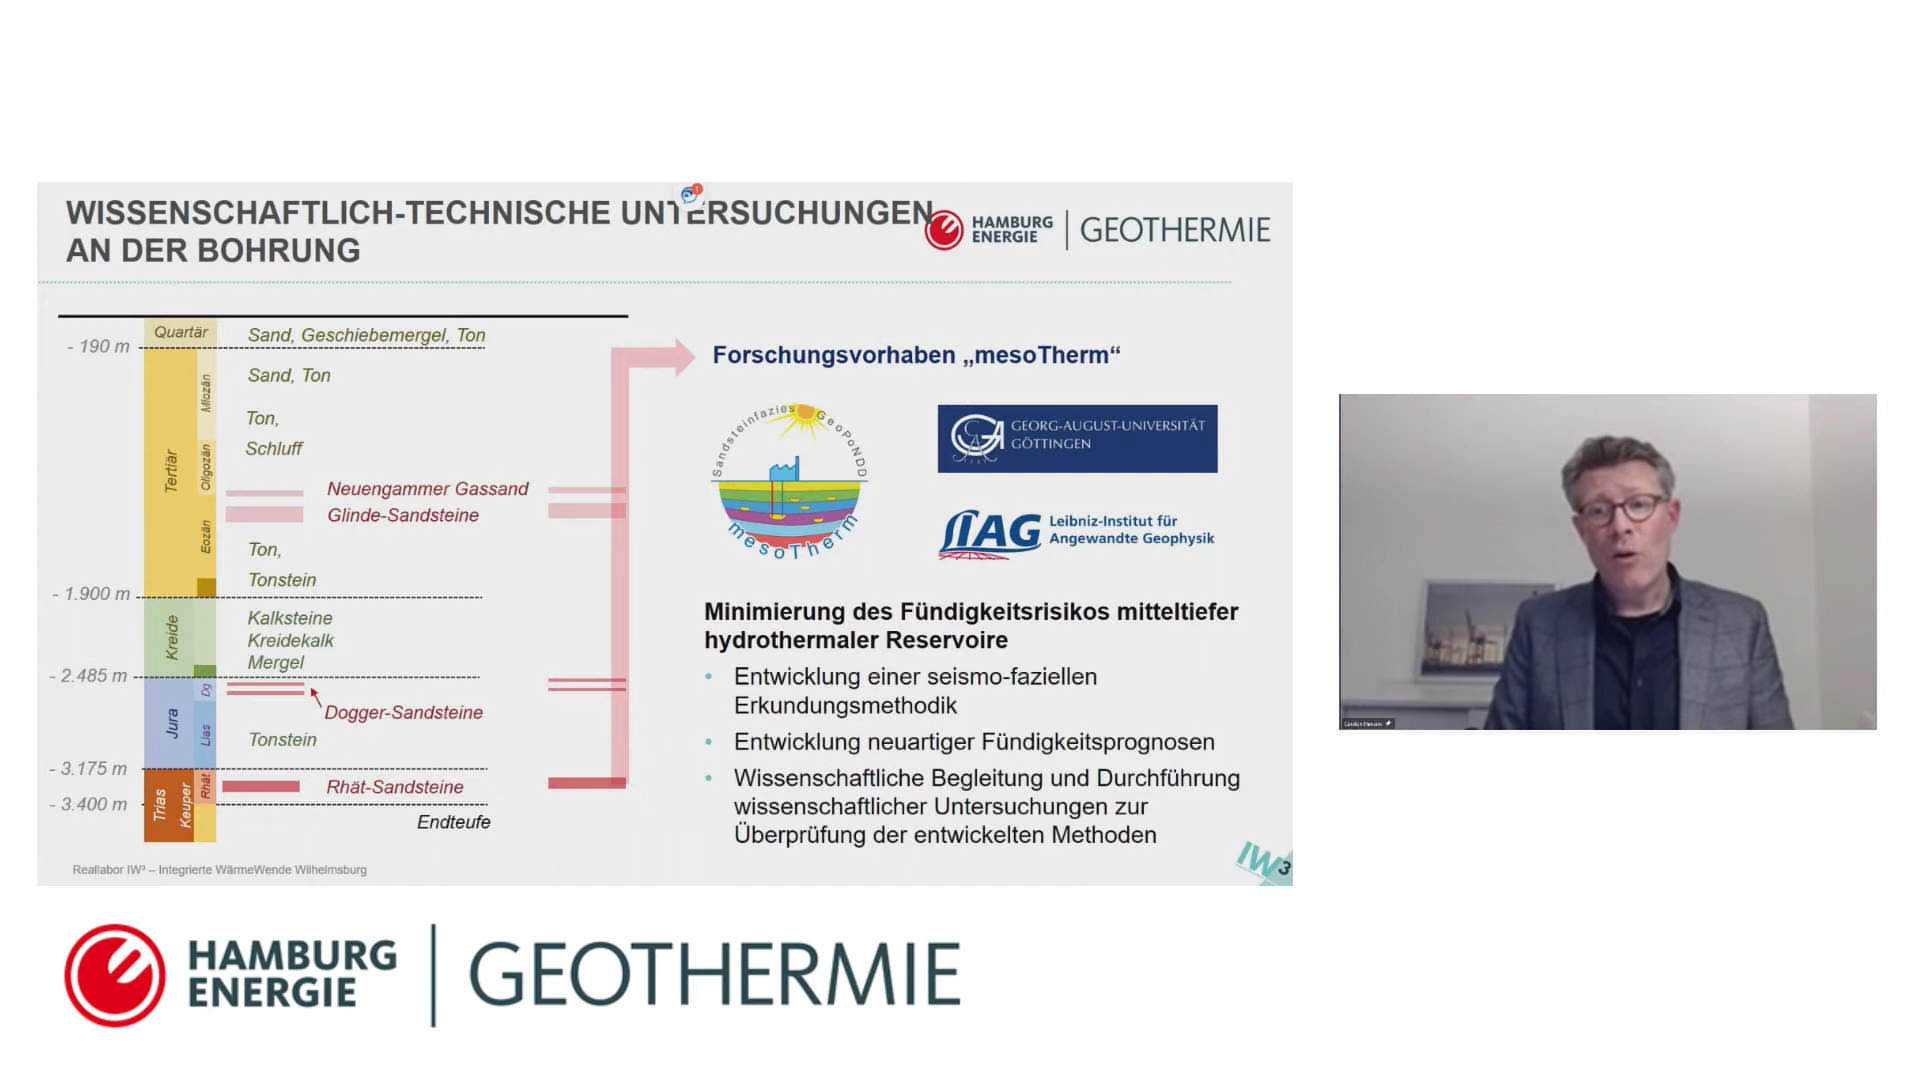 WISSENSCHAFTLICH-TECHNISCHE UNTERSUCHUNGEN
AN DER BOHRUNG
HAMBURG
ENERGIE
GEOTHERMIE
Quartär
Sand, Geschiebemergel, Ton
- 190 m
Sand, Ton
Miozän
Ton,
Schluff
Oligozän
Tertiär
Neuengammer Gassand
Glinde-Sandsteine
Eozän
Ton,
Tonstein
- 1.900 m
Kalksteine
Kreidekalk
Mergel
Kreide
- 2.485 m
Dg
Dogger-Sandsteine
Jura
Lias
Tonstein
- 3.175 m
Rhät
Rhät-Sandsteine
Trias
Keuper
- 3.400 m
Endteufe
Forschungsvorhaben „mesoTherm“
Sandsteinfazies GeoPoNDD
mesoTherm
GEORG-AUGUST-UNIVERSITÄT
GÖTTINGEN
LIAG
Leibniz-Institut für
Angewandte Geophysik
Minimierung des Fündigkeitsrisikos mitteltiefer
hydrothermaler Reservoire
• Entwicklung einer seismo-faziellen
Erkundungsmethodik
• Entwicklung neuartiger Fündigkeitsprognosen
• Wissenschaftliche Begleitung und Durchführung
wissenschaftlicher Untersuchungen zur
Überprüfung der entwickelten Methoden
Reallabor IW³ – Integrierte WärmeWende Wilhelmsburg
IW3
HAMBURG
ENERGIE
GEOTHERMIE